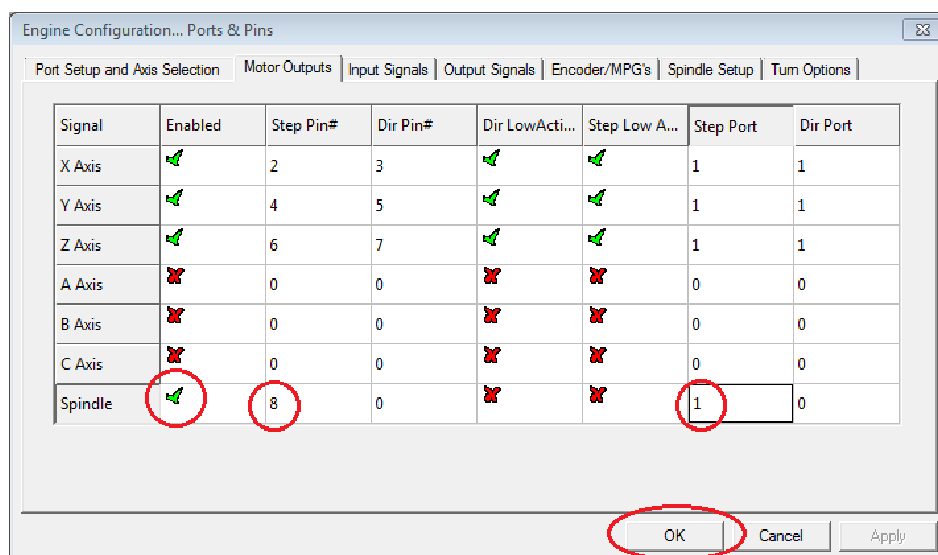 Engine Configuration... Ports & Pins
Port Setup and Axis Selection Motor Outputs Input Signals Output Signals Encoder/MPG's Spindle Setup Turn Options
Signal Enabled Step Pin# Dir Pin# Dir LowActi... Step Low A... Step Port Dir Port
X Axis 2 3 1 1
Y Axis 4 5 1 1
Z Axis 6 7 1 1
A Axis 0 0 0 0
B Axis 0 0 0 0
C Axis 0 0 0 0
Spindle 8 0 1 0
OK Cancel Apply